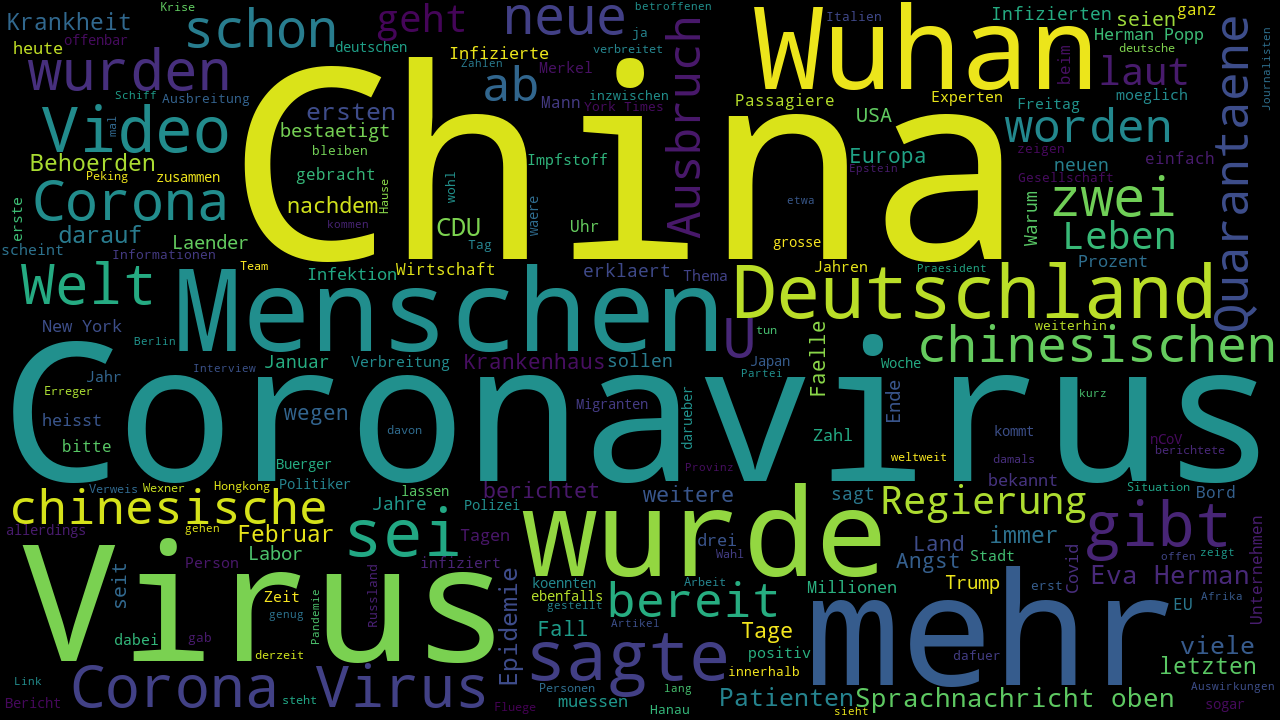 China
Coronavirus
Virus
Menschen
mehr
wurde
Wuhan
Deutschland
chinesischen
chinesische
Corona Virus
sagte
Krankheit
schon
Krise
geht
neue
betroffenen
ja
Italien
Infizierten
seien
ganz
Herman Popp
deutsche
heute
offenbar
deutschen
Infizierte
verbreitet
Zahlen
Merkel
Ausbruch
beim
laut
Journalisten
wurden
Schiff
Ausbreitung
ab
Mann
inzwischen
York Times
Passagiere
Experten
Freitag
moeglich
Quarantaene
Video
mal
ersten
bestaetigt
USA
worden
Behoerden
bleiben
Impfstoff
Europa
zeigen
neuen
einfach
Peking
zusammen
gebracht
Epstein
Gesellschaft
Corona
Hause
wohl
etwa
zwei
erste
nachdem
CDU
waere
Uhr
Warum
Leben
darauf
Laender
kommen
Tag
grosse
scheint
Informationen
Welt
Team
Infektion
Wirtschaft
erklaert
Thema
Jahren
Praesident
Prozent
New York
U
tun
weiterhin
Berlin
Januar
Verbreitung
Krankenhaus
sollen
Japan
Faelle
Woche
Jahr
Interview
Partei
Erreger
Ende
kurz
heisst
wegen
Migranten
darueber
bitte
davon
Zahl
kommt
nCoV
damals
berichtete
Buerger
Provinz
weltweit
Politiker
bekannt
Verweis
Wexner
Hongkong
lassen
berichtet
weitere
sagt
Regierung
Situation
Bord
Jahre
Polizei
gibt
allerdings
gehen
Februar
sei
Tagen
drei
Land
immer
Unternehmen
Labor
Wahl
Angst
Stadt
offen
zeigt
Person
infiziert
seit
Zeit
Russland
Epidemie
koennten
Arbeit
Millionen
Trump
erst
Covid
Eva Herman
ebenfalls
bereit
EU
Afrika
genug
Pandemie
gestellt
Artikel
dabei
gab
Fall
Tage
viele
derzeit
positiv
dafuer
letzten
innerhalb
Link
Personen
lang
Auswirkungen
Bericht
steht
Fluege
muessen
Hanau
Patienten
Sprachnachricht oben
sieht
sogar